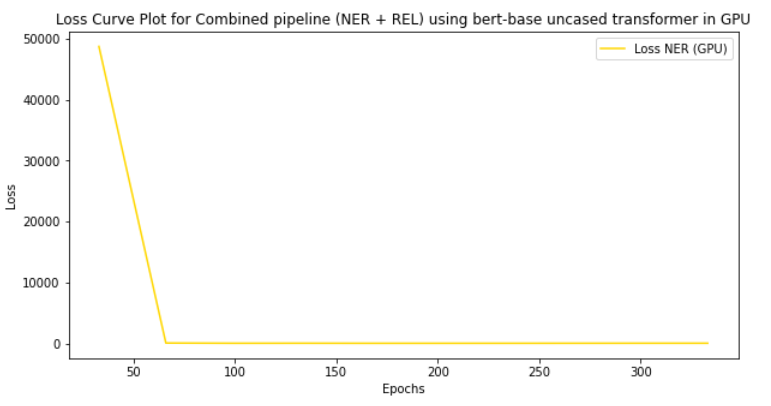 Loss Curve Plot for Combined pipeline (NER + REL) using bert-base uncased transformer in GPU
Loss NER (GPU)
50000
40000
30000
20000
10000
0
Loss
50 100 150 200 250 300
Epochs